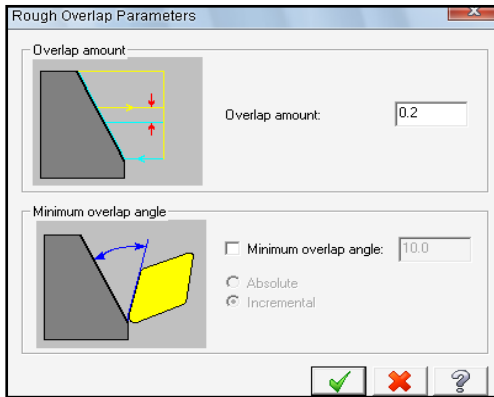 Rough Overlap Parameters
Overlap amount
Overlap amount: 0.2
Minimum overlap angle
Minimum overlap angle: 10.0
Absolute
Incremental